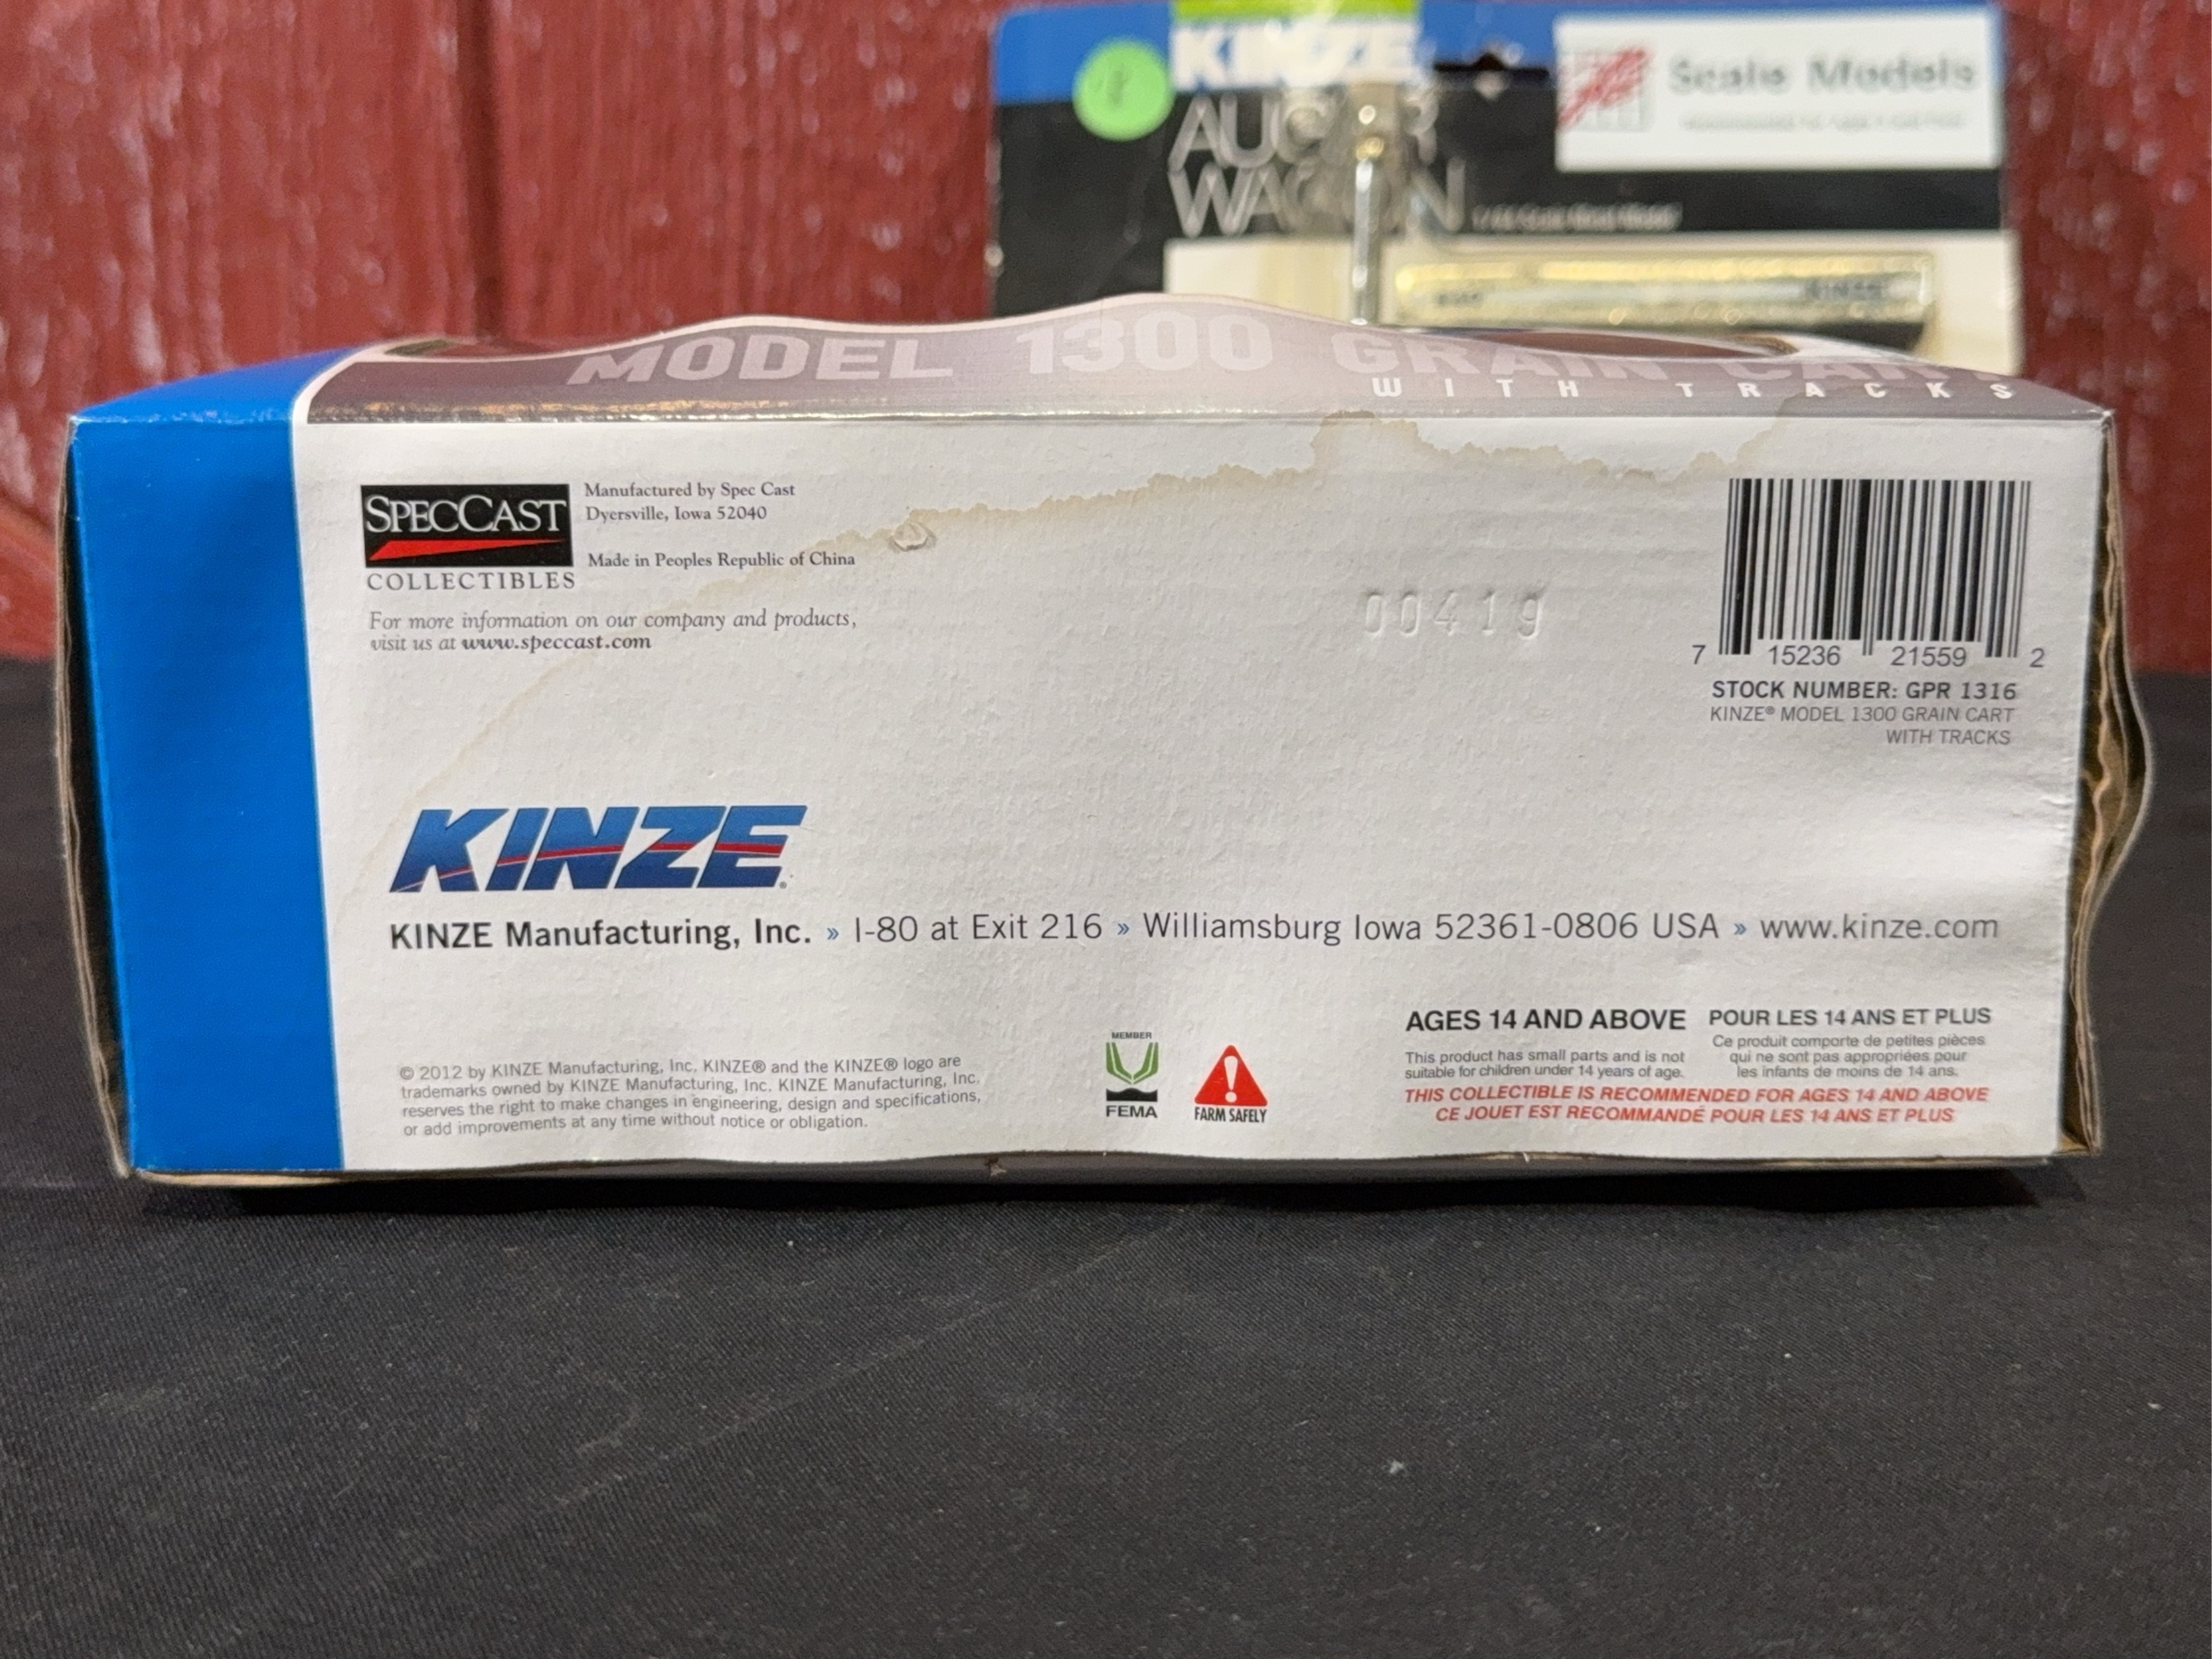 KINZE
AUGER
WAGON
Scale Models
KINZE
MODEL 1300 GRAIN CART
WITH TRACKS
SPECCAST
COLLECTIBLES
Manufactured by Spec Cast
Dyersville, Iowa 52040
Made in Peoples Republic of China
For more information on our company and products,
visit us at www.speccast.com
00419
7 15236 21559 2
STOCK NUMBER: GPR 1316
KINZE® MODEL 1300 GRAIN CART
WITH TRACKS
KINZE
KINZE Manufacturing, Inc. » I-80 at Exit 216 » Williamsburg Iowa 52361-0806 USA » www.kinze.com
© 2012 by KINZE Manufacturing, Inc. KINZE® and the KINZE® logo are
trademarks owned by KINZE Manufacturing, Inc. KINZE Manufacturing, Inc.
reserves the right to make changes in engineering, design and specifications,
or add improvements at any time without notice or obligation.
MEMBER
FEMA
FARM SAFELY
AGES 14 AND ABOVE
This product has small parts and is not
suitable for children under 14 years of age.
POUR LES 14 ANS ET PLUS
Ce produit comporte de petites pièces
qui ne sont pas appropriées pour
les infants de moins de 14 ans.
THIS COLLECTIBLE IS RECOMMENDED FOR AGES 14 AND ABOVE
CE JOUET EST RECOMMANDÉ POUR LES 14 ANS ET PLUS